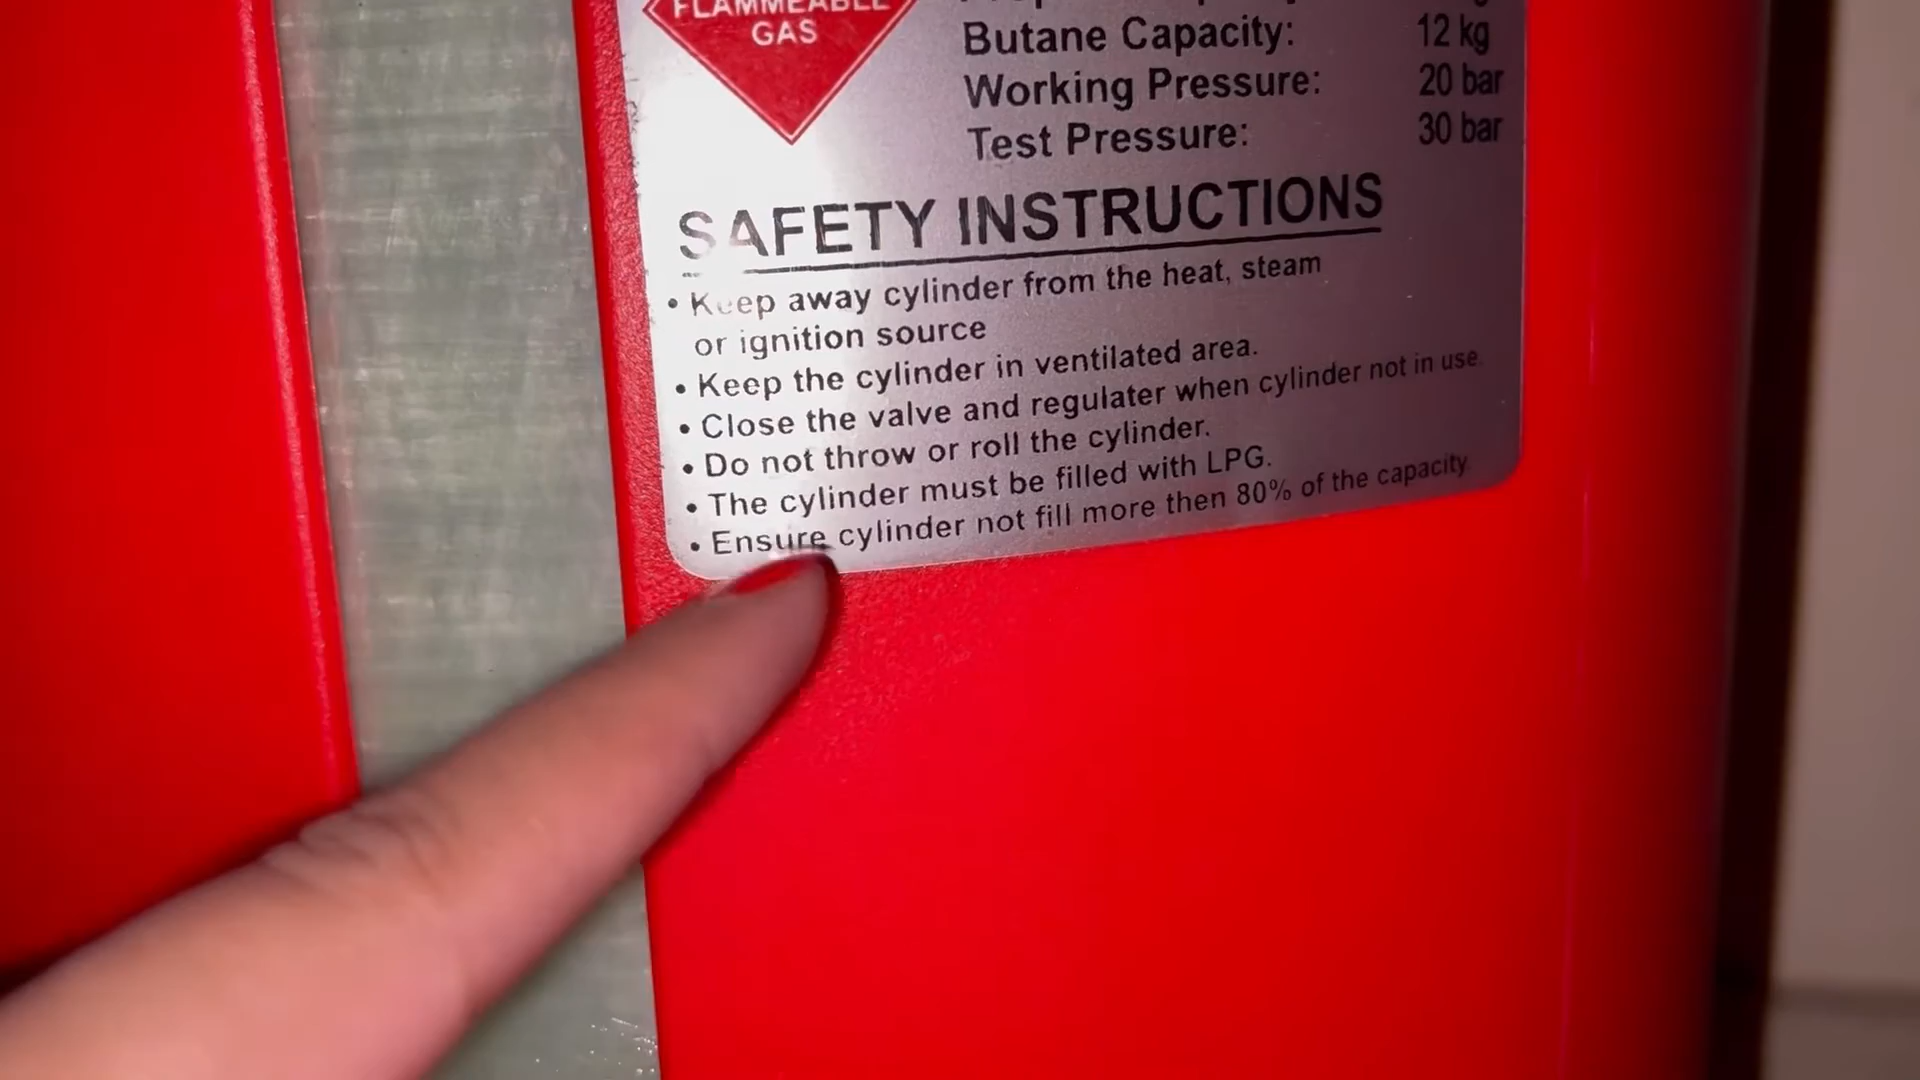 FLAMMEABLE
GAS
Butane Capacity: 12 kg
Working Pressure: 20 bar
Test Pressure: 30 bar
SAFETY INSTRUCTIONS
• Keep away cylinder from the heat, steam
or ignition source
• Keep the cylinder in ventilated area.
• Close the valve and regulater when cylinder not in use.
• Do not throw or roll the cylinder.
• The cylinder must be filled with LPG.
• Ensure cylinder not fill more then 80% of the capacity.